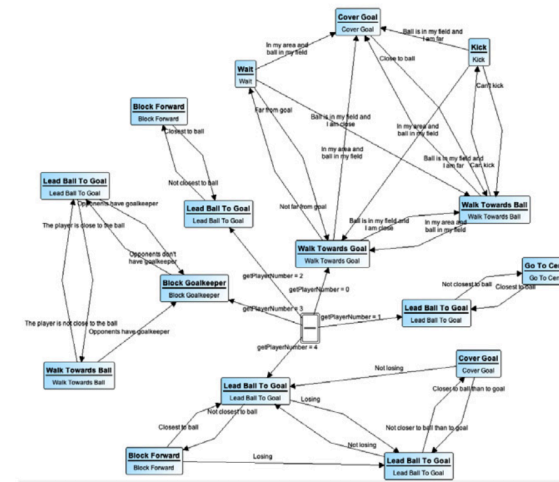 Cover Goal
Cover Goal
Ball is in my field and
I am far
Kick
Kick
In my area and
ball in my field
Close to ball
Wait
Wait
Can't kick
Far from goal
Ball is in my field and
I am close
Block Forward
Block Forward
Closest to ball
In my area and
ball in my field
In my area and
ball in my field
Ball is in my field and
I am far
Can kick
Lead Ball To Goal
Lead Ball To Goal
Not closest to ball
Opponents have goalkeeper
Lead Ball To Goal
Lead Ball To Goal
Not far from goal
Walk Towards Ball
Walk Towards Ball
The player is close to the ball
Ball is in my field and
I am close
In my area and
ball in my field
Walk Towards Goal
Walk Towards Goal
Opponents don't
have goalkeeper
Go To Cen
Go To Cen
Block Goalkeeper
Block Goalkeeper
getPlayerNumber = 2
getPlayerNumber = 0
Not closest to ball
Closest to ball
getPlayerNumber = 3
getPlayerNumber = 1
Lead Ball To Goal
Lead Ball To Goal
The player is not close to the ball
Opponents have goalkeeper
getPlayerNumber = 4
Walk Towards Ball
Walk Towards Ball
Cover Goal
Cover Goal
Not losing
Lead Ball To Goal
Lead Ball To Goal
Losing
Closer to ball than to goal
Not closest to ball
Closest to ball
Not closer to ball than to goal
Not losing
Block Forward
Block Forward
Losing
Lead Ball To Goal
Lead Ball To Goal